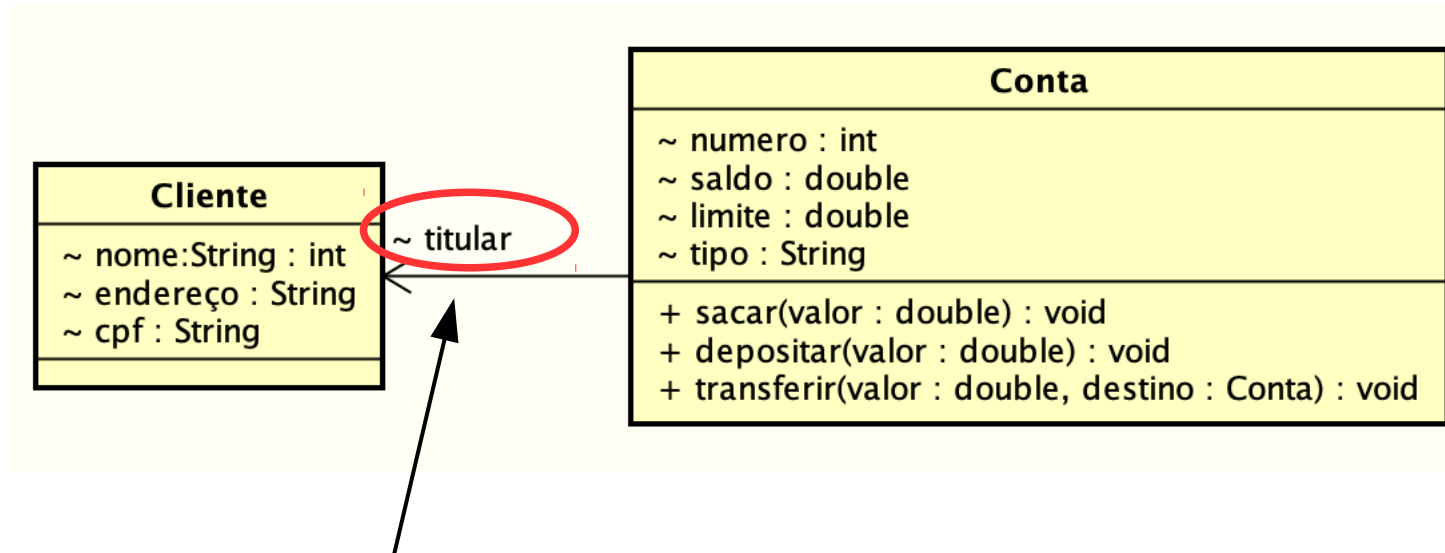 Cliente
~ nome:String : int
~ endereço : String
~ cpf : String
~ titular
Conta
~ numero : int
~ saldo : double
~ limite : double
~ tipo : String
+ sacar(valor : double) : void
+ depositar(valor : double) : void
+ transferir(valor : double, destino : Conta) : void